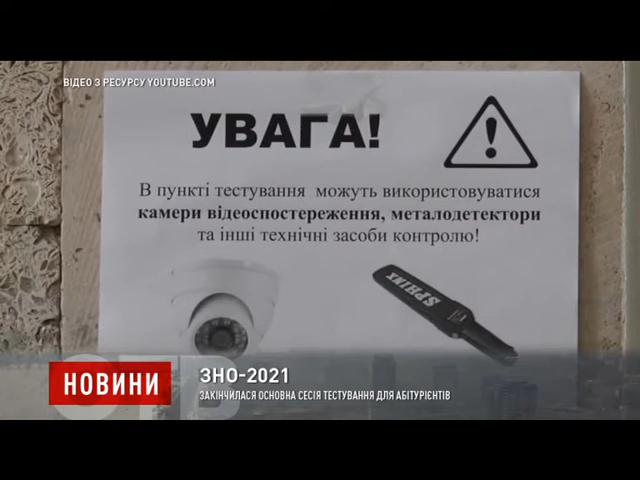 ВІДЕО З РЕСУРСУ YOUTUBE.COM
УВАГА!
В пункті тестування можуть використовуватися
камери відеоспостереження, металодетектори
та інші технічні засоби контролю!
SPHINX
НОВИНИ
ЗНО-2021
ЗАКІНЧИЛАСЯ ОСНОВНА СЕСІЯ ТЕСТУВАННЯ ДЛЯ АБІТУРІЄНТІВ